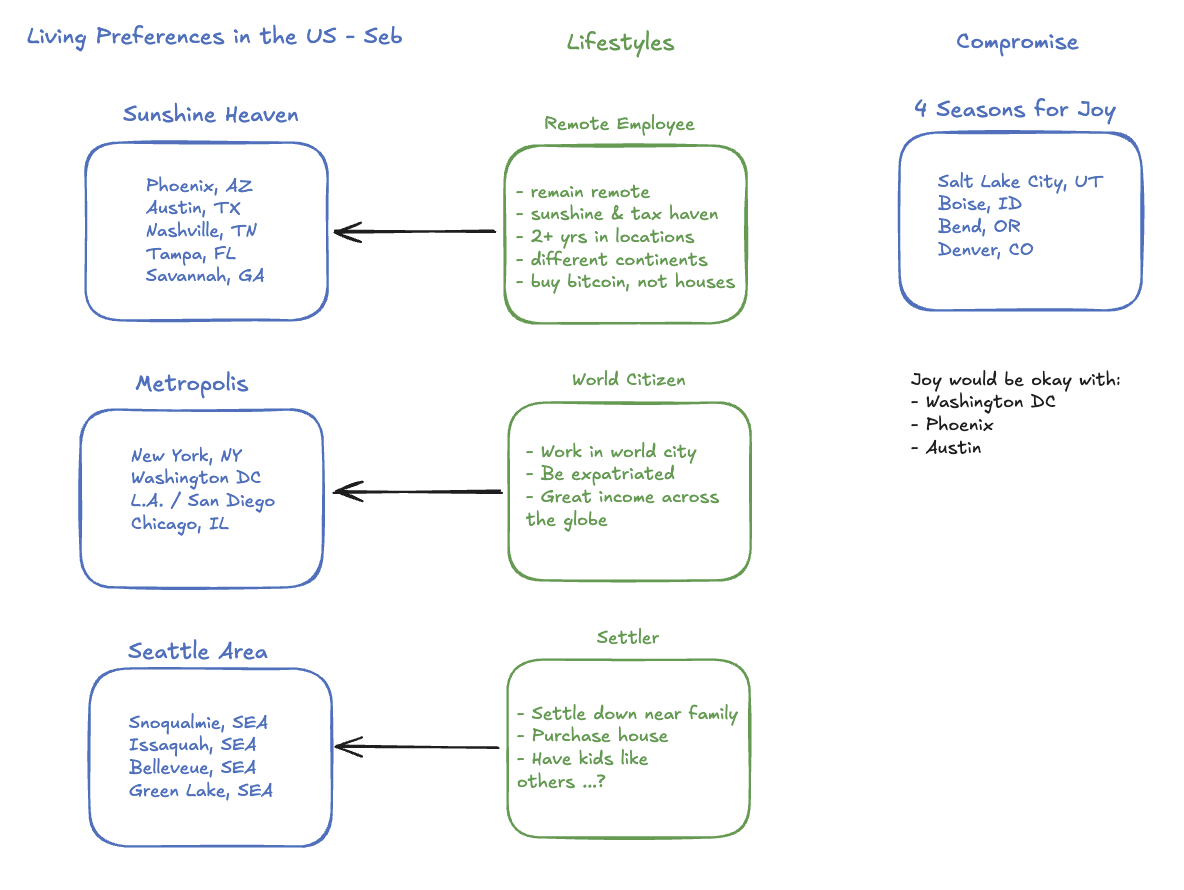 Living Preferences in the US - Seb
Lifestyles
Compromise
Sunshine Heaven
Phoenix, AZ
Austin, TX
Nashville, TN
Tampa, FL
Savannah, GA
Remote Employee
- remain remote
- sunshine & tax haven
- 2+ yrs in locations
- different continents
- buy bitcoin, not houses
4 Seasons for Joy
Salt Lake City, UT
Boise, ID
Bend, OR
Denver, CO
Joy would be okay with:
- Washington DC
- Phoenix
- Austin
Metropolis
New York, NY
Washington DC
L.A. / San Diego
Chicago, IL
World Citizen
- Work in world city
- Be expatriated
- Great income across
the globe
Seattle Area
Snoqualmie, SEA
Issaquah, SEA
Belleveue, SEA
Green Lake, SEA
Settler
- Settle down near family
- Purchase house
- Have kids like
others ...?